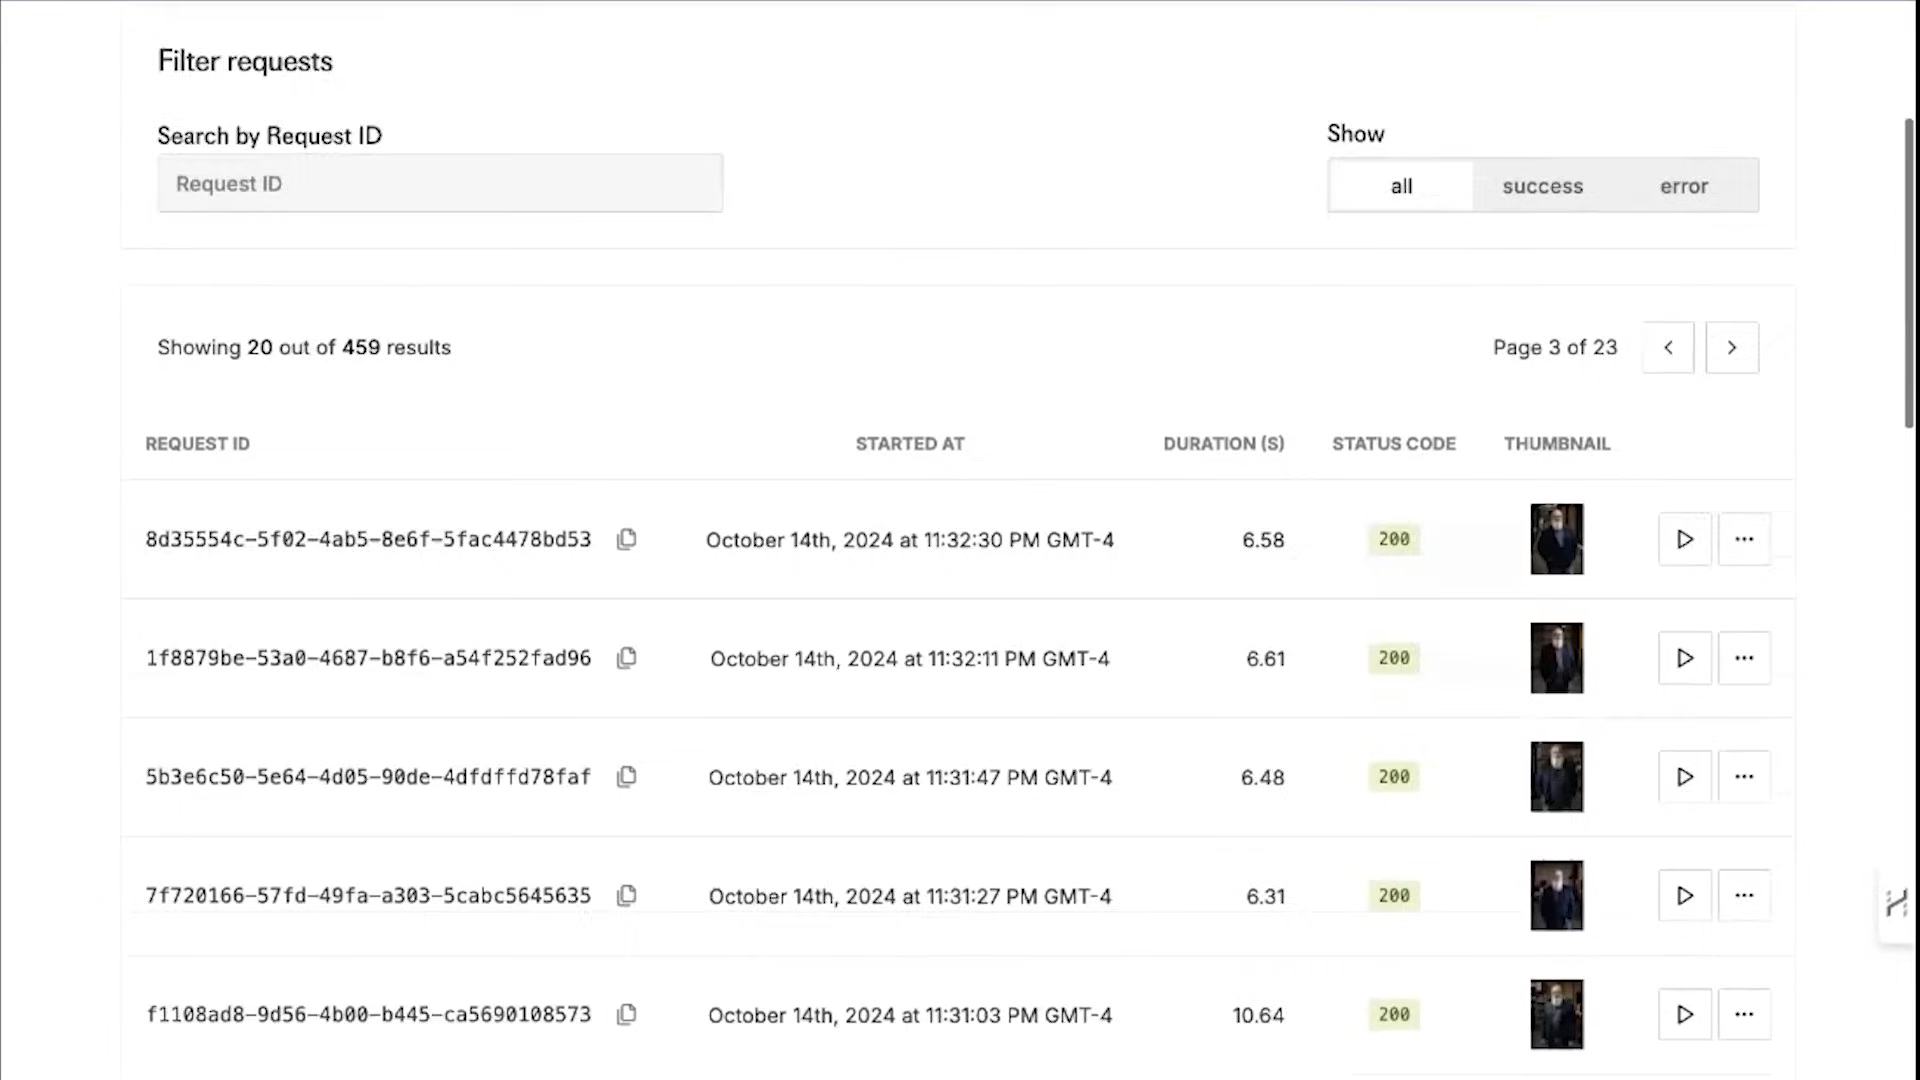 Filter requests
Search by Request ID
Show
Request ID
all success error
Showing 20 out of 459 results
Page 3 of 23
REQUEST ID STARTED AT DURATION (S) STATUS CODE THUMBNAIL
8d35554c-5f02-4ab5-8e6f-5fac4478bd53 October 14th, 2024 at 11:32:30 PM GMT-4 6.58 200
1f8879be-53a0-4687-b8f6-a54f252fad96 October 14th, 2024 at 11:32:11 PM GMT-4 6.61 200
5b3e6c50-5e64-4d05-90de-4dfdffd78faf October 14th, 2024 at 11:31:47 PM GMT-4 6.48 200
7f720166-57fd-49fa-a303-5cabc5645635 October 14th, 2024 at 11:31:27 PM GMT-4 6.31 200
f1108ad8-9d56-4b00-b445-ca5690108573 October 14th, 2024 at 11:31:03 PM GMT-4 10.64 200